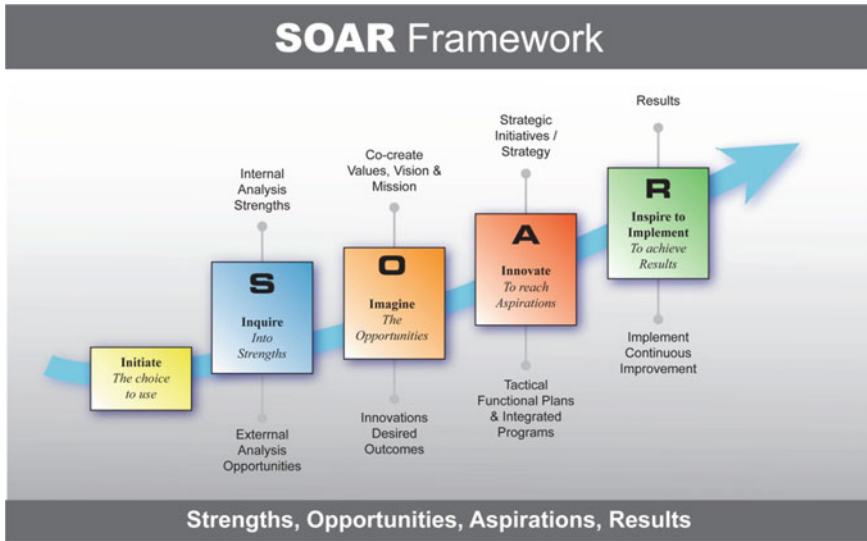 SOAR Framework
Results
Strategic
Initiatives /
Strategy
Co-create
Values, Vision &
Mission
Internal
Analysis
Strengths
R
Inspire to
Implement
To achieve
Results
A
Innovate
To reach
Aspirations
O
Imagine
The
Opportunities
S
Inquire
Into
Strengths
Initiate
The choice
to use
Implement
Continuous
Improvement
Tactical
Functional Plans
& Integrated
Programs
Innovations
Desired
Outcomes
Exterrnal
Analysis
Opportunities
Strengths, Opportunities, Aspirations, Results